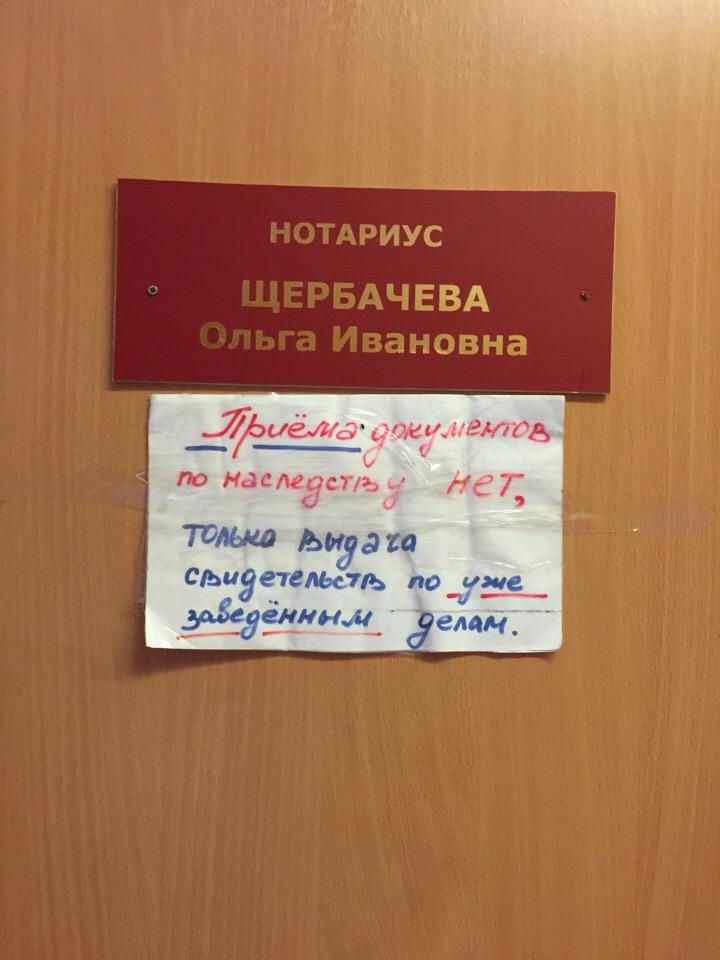 НОТАРИУС
ЩЕРБАЧЕВА
Ольга Ивановна
Приёма документов
по наследству нет,
только выдача
свидетельств по уже
заведённым делам.